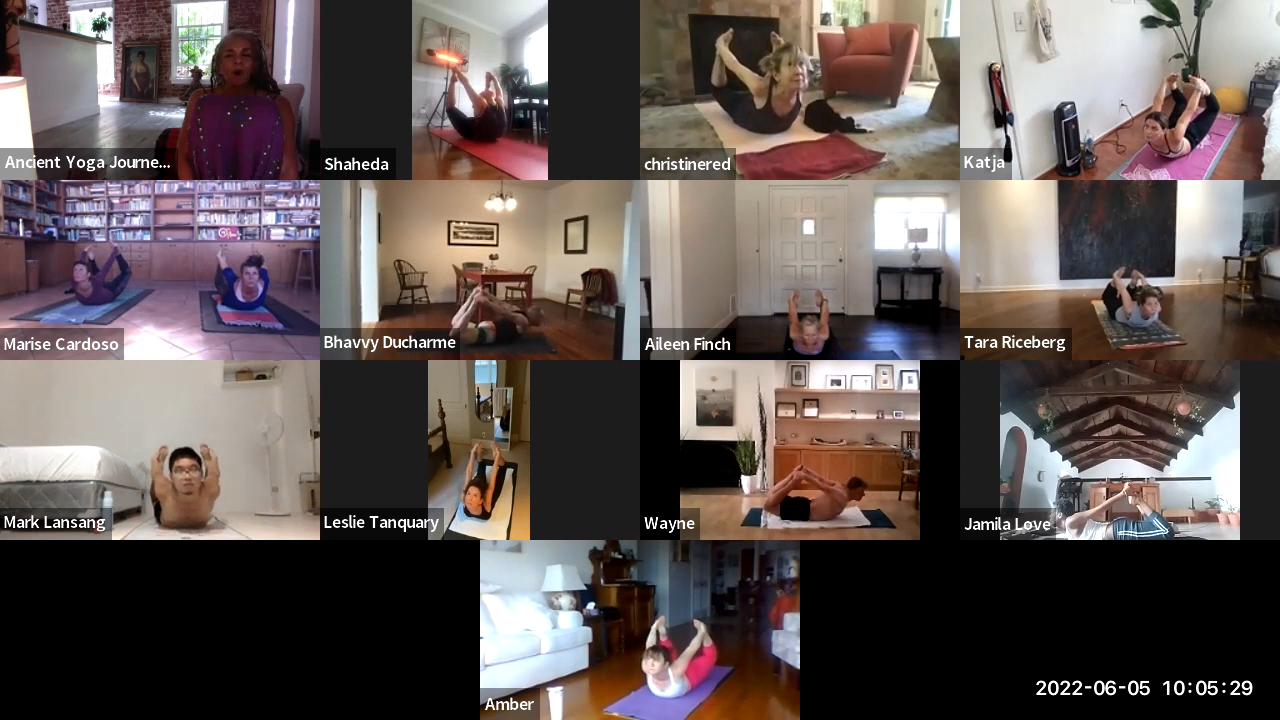 Ancient Yoga Journe...
Shaheda
christinered
Katja
Marise Cardoso
Bhavvy Ducharme
Aileen Finch
Tara Riceberg
Mark Lansang
Leslie Tanquary
Wayne
Jamila Love
Amber
2022-06-05 10:05:29